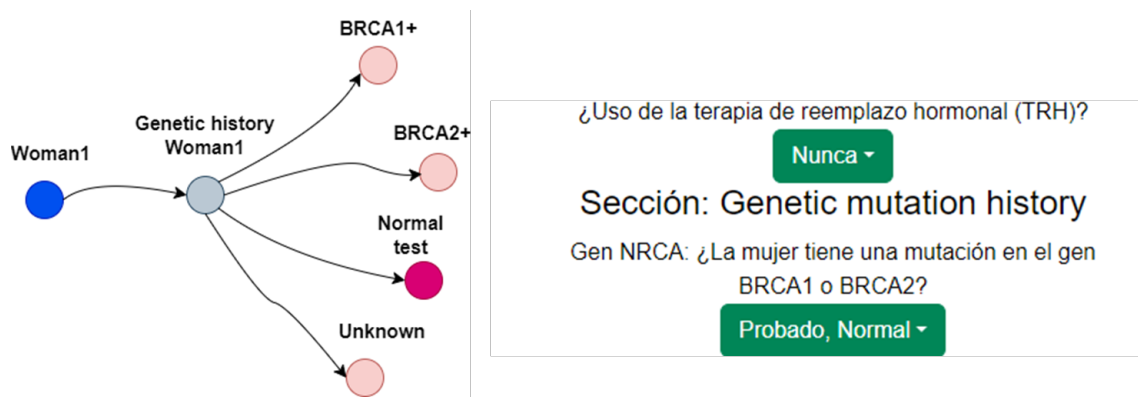 BRCA1+
Genetic history
Woman1
BRCA2+
Woman1
Normal
test
Unknown
¿Uso de la terapia de reemplazo hormonal (TRH)?
Nunca
Sección: Genetic mutation history
Gen NRCA: ¿La mujer tiene una mutación en el gen
BRCA1 o BRCA2?
Probado, Normal